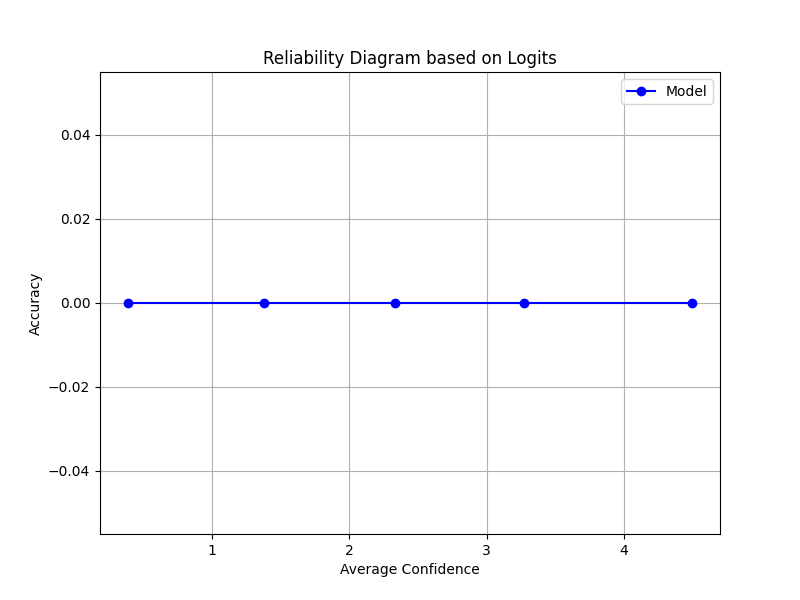 Reliability Diagram based on Logits
Model
0.04
0.02
0.00
−0.02
−0.04
Accuracy
1 2 3 4
Average Confidence